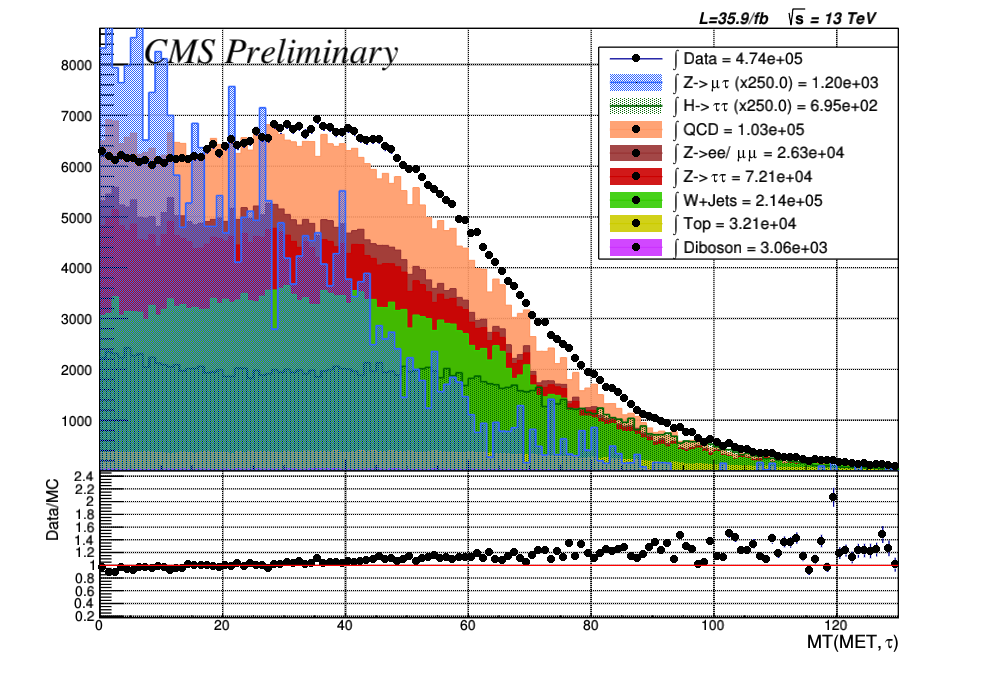 L=35.9/fb √s = 13 TeV
CMS Preliminary
∫ Data = 4.74e+05
∫ Z->μτ (x250.0) = 1.20e+03
∫ H->ττ (x250.0) = 6.95e+02
∫ QCD = 1.03e+05
∫ Z->ee/ μμ = 2.63e+04
∫ Z->ττ = 7.21e+04
∫ W+Jets = 2.14e+05
∫ Top = 3.21e+04
∫ Diboson = 3.06e+03
8000
7000
6000
5000
4000
3000
2000
1000
Data/MC
2.4
2.2
2
1.8
1.6
1.4
1.2
1
0.8
0.6
0.4
0.2
0 20 40 60 80 100 120
MT(MET, τ)